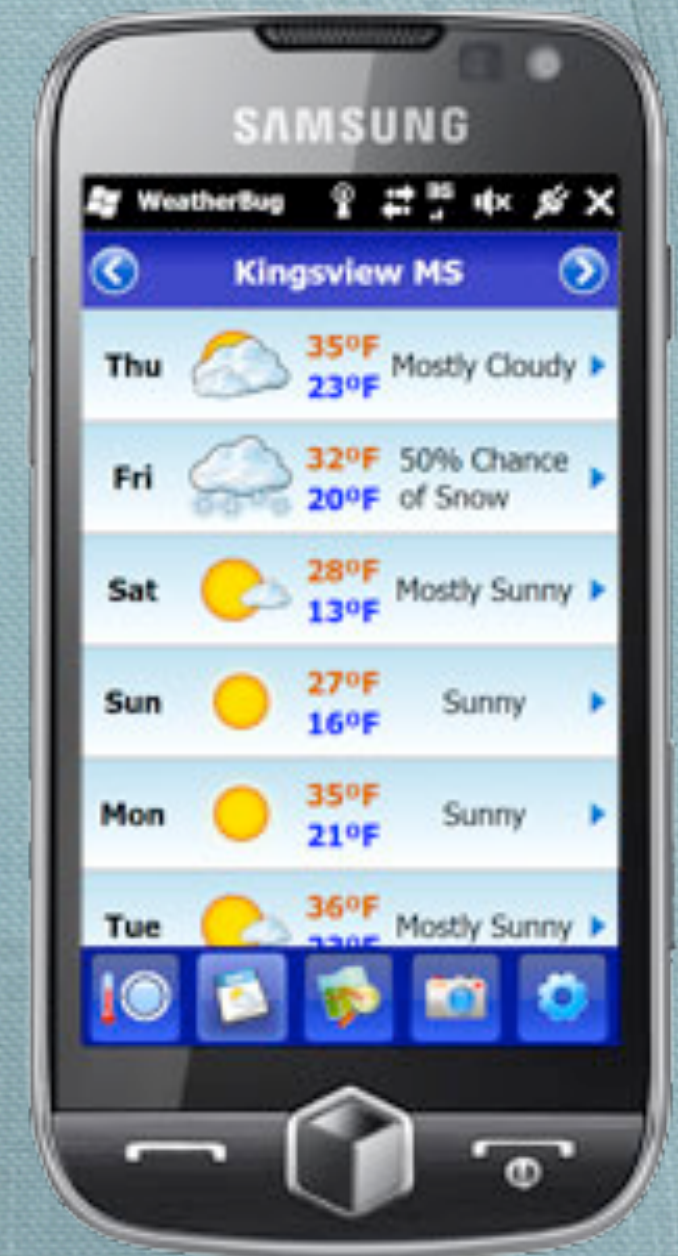 SAMSUNG
WeatherBug
Kingsview MS
Thu 35°F Mostly Cloudy
23°F
Fri 32°F 50% Chance
20°F of Snow
Sat 28°F Mostly Sunny
13°F
Sun 27°F Sunny
16°F
Mon 35°F Sunny
21°F
Tue 36°F Mostly Sunny